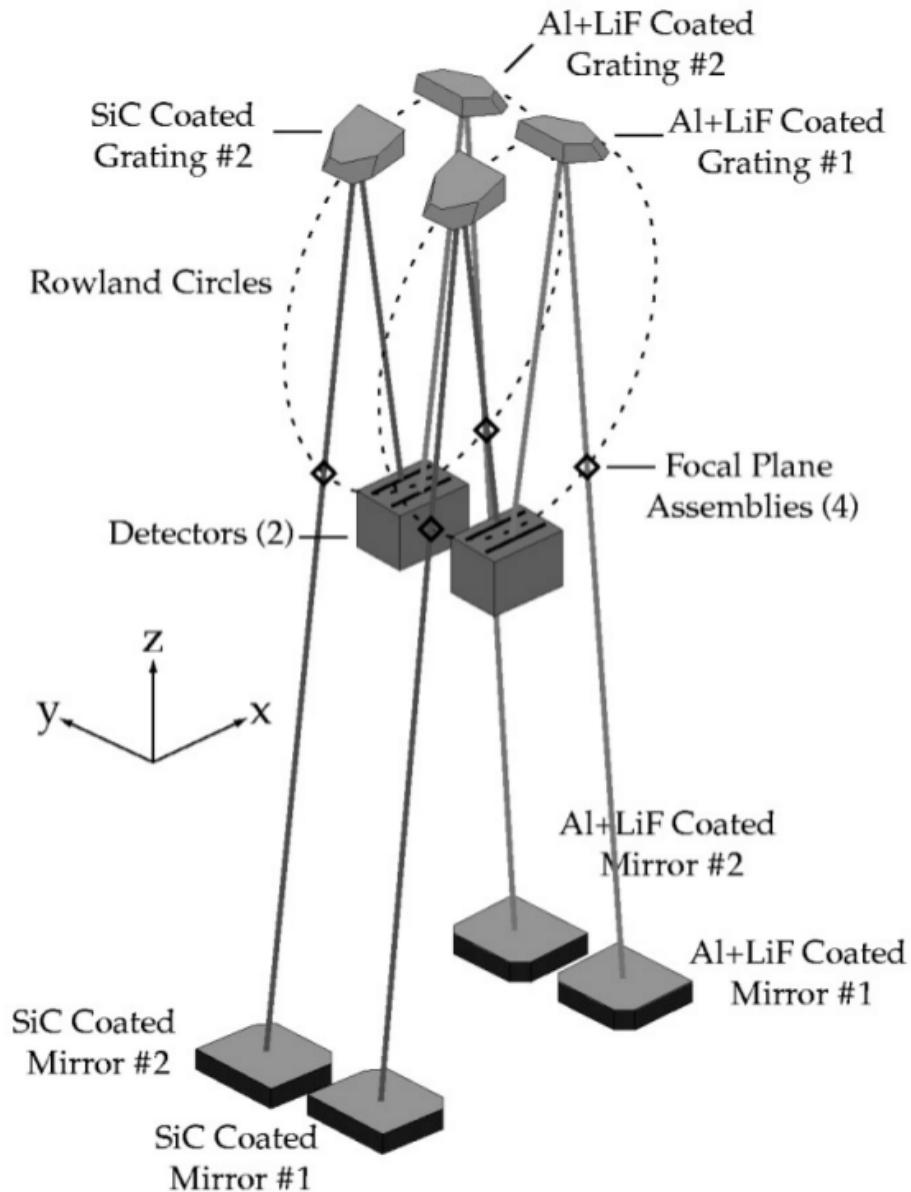 Al+LiF Coated
Grating #2
SiC Coated
Grating #2
Al+LiF Coated
Grating #1
Rowland Circles
Focal Plane
Assemblies (4)
Detectors (2)
z
y
x
Al+LiF Coated
Mirror #2
Al+LiF Coated
Mirror #1
SiC Coated
Mirror #2
SiC Coated
Mirror #1